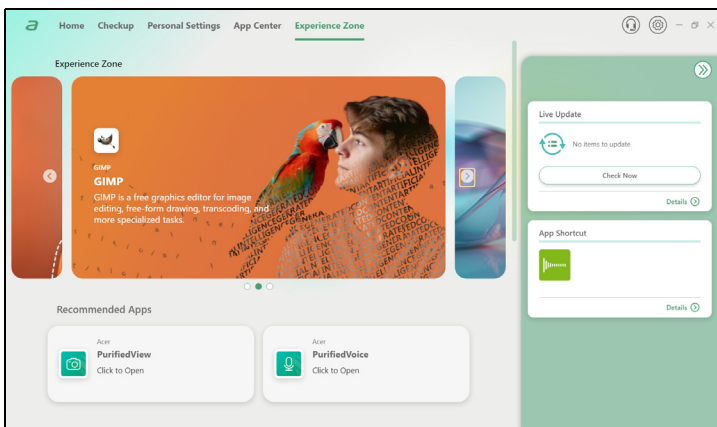 a Home Checkup Personal Settings App Center Experience Zone
Experience Zone
GIMP
GIMP
GIMP is a free graphics editor for image
editing, free-form drawing, transcoding, and
more specialized tasks.
Recommended Apps
Acer
PurifiedView
Click to Open
Acer
PurifiedVoice
Click to Open
Live Update
No items to update
Check Now
Details
App Shortcut
Details